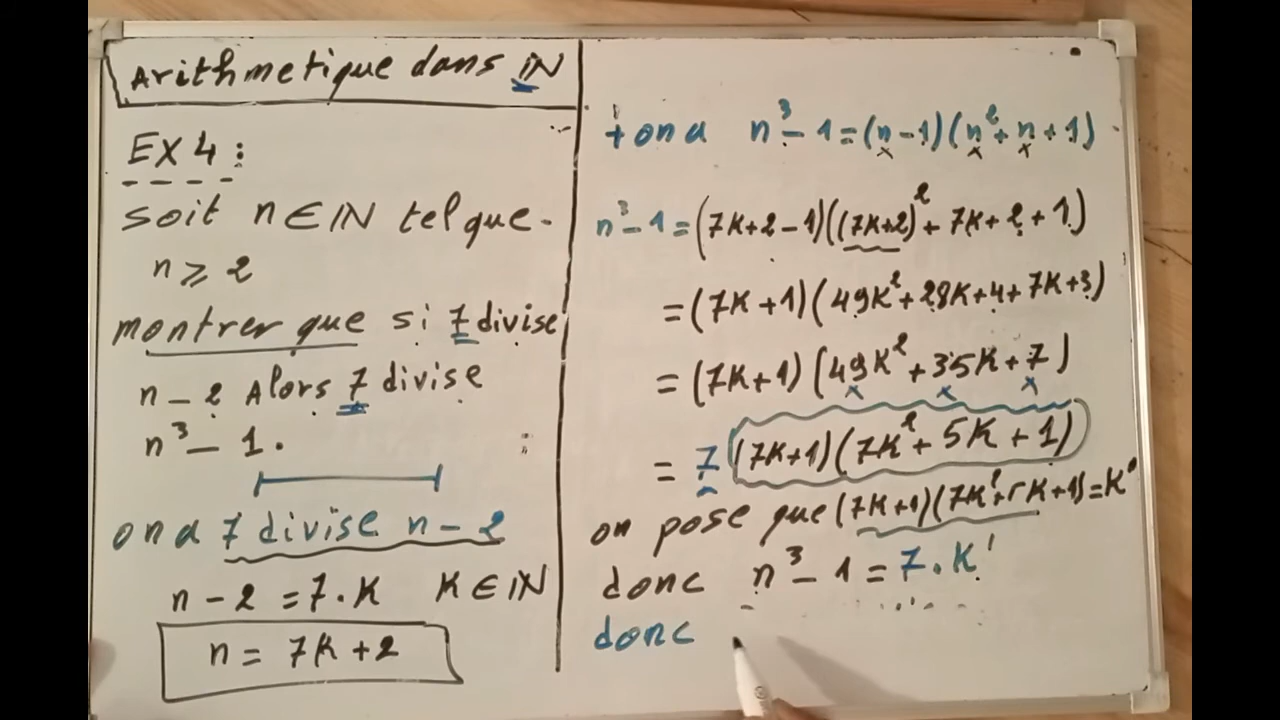 Arithmetique dans IN
EX4:
soit n ∈ IN tel que
n ⩾ 2
montrer que si 7 divise
n - 2 Alors 7 divise
n³ - 1.
on a 7 divise n - 2
n - 2 = 7.K K ∈ IN
n = 7K + 2
+ on a n³ - 1 = (n - 1)(n² + n + 1)
n³ - 1 = (7K+2-1)((7K+2)² + 7K + 2 + 1)
= (7K+1)(49K² + 28K + 4 + 7K + 3)
= (7K+1)(49K² + 35K + 7)
= 7 (7K+1)(7K² + 5K + 1)
on pose que (7K+1)(7K²+5K+1) = K'
donc n³ - 1 = 7.K'
donc